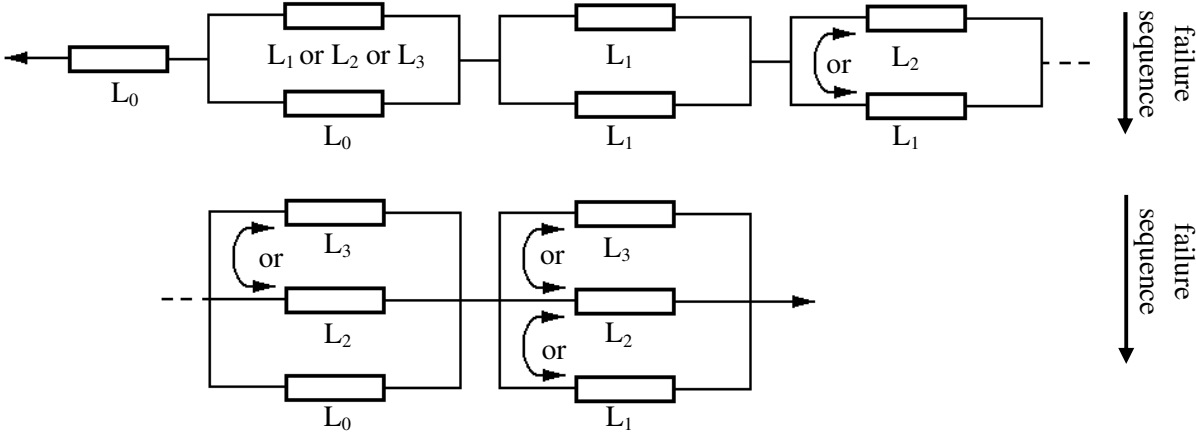 L₁ or L₂ or L₃
L₀
L₀
L₁
L₁
or
L₂
L₁
failure
sequence
L₃
or
L₂
L₀
L₃
or
L₂
or
L₁
failure
sequence